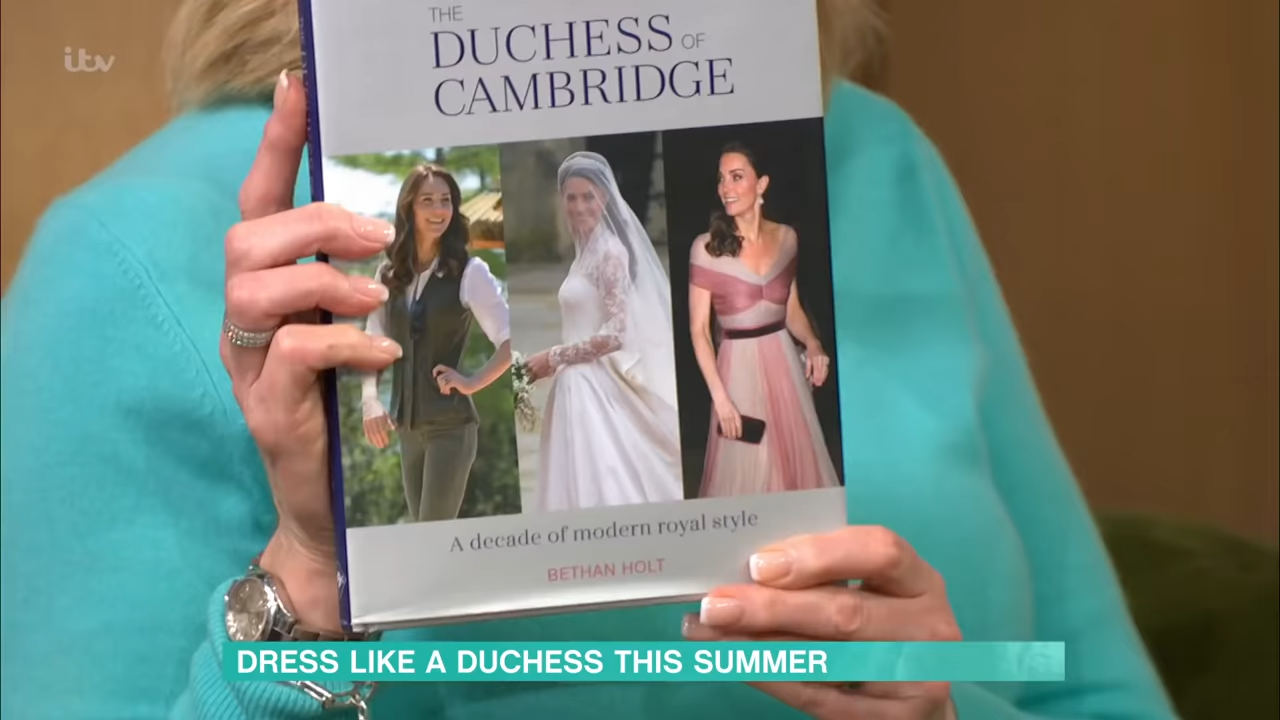 itv
THE
DUCHESS OF
CAMBRIDGE
A decade of modern royal style
BETHAN HOLT
DRESS LIKE A DUCHESS THIS SUMMER